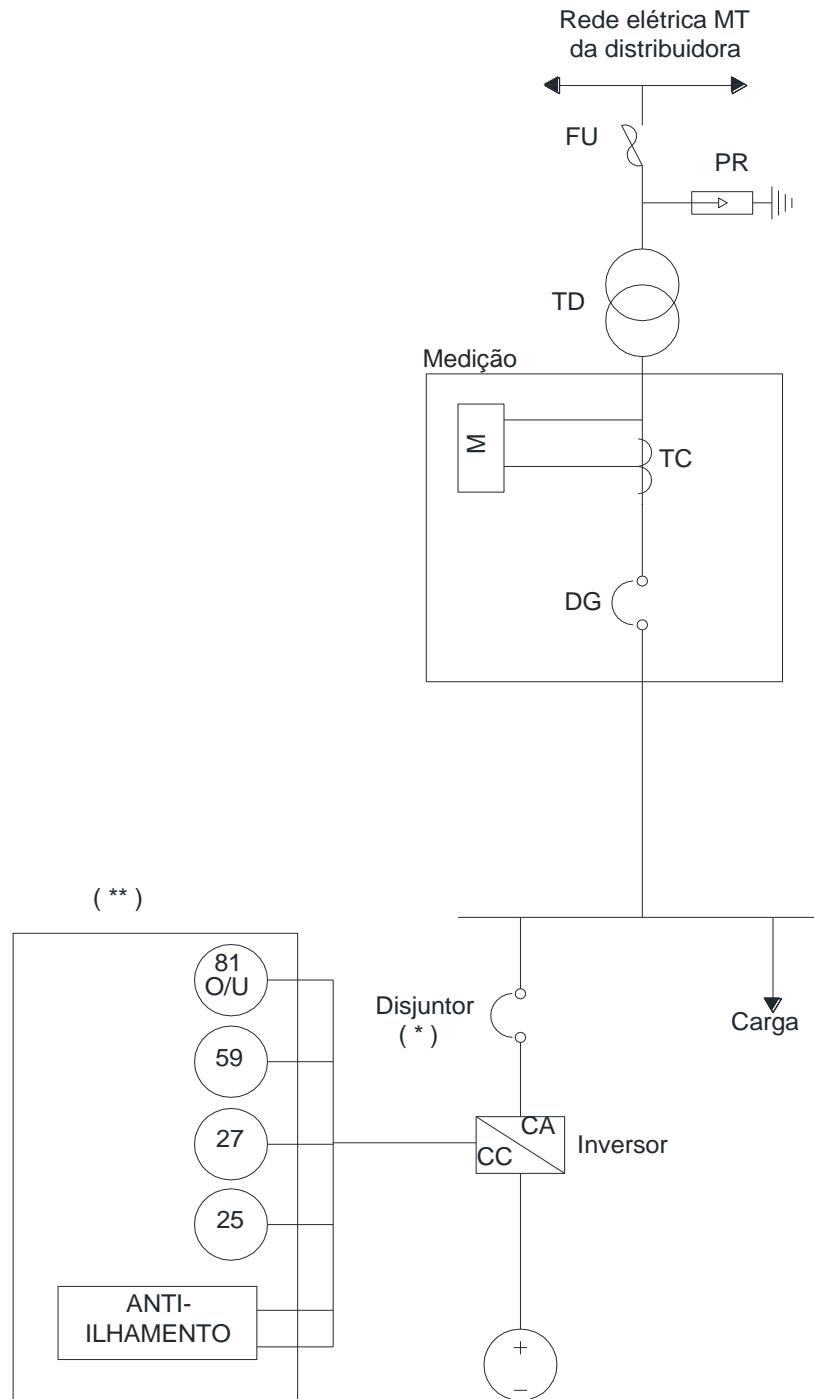 Rede elétrica MT
da distribuidora
FU
PR
TD
Medição
M
TC
DG
( ** )
81
O/U
59
27
25
ANTI-
ILHAMENTO
Disjuntor
( * )
Carga
CA
CC
Inversor
+
–